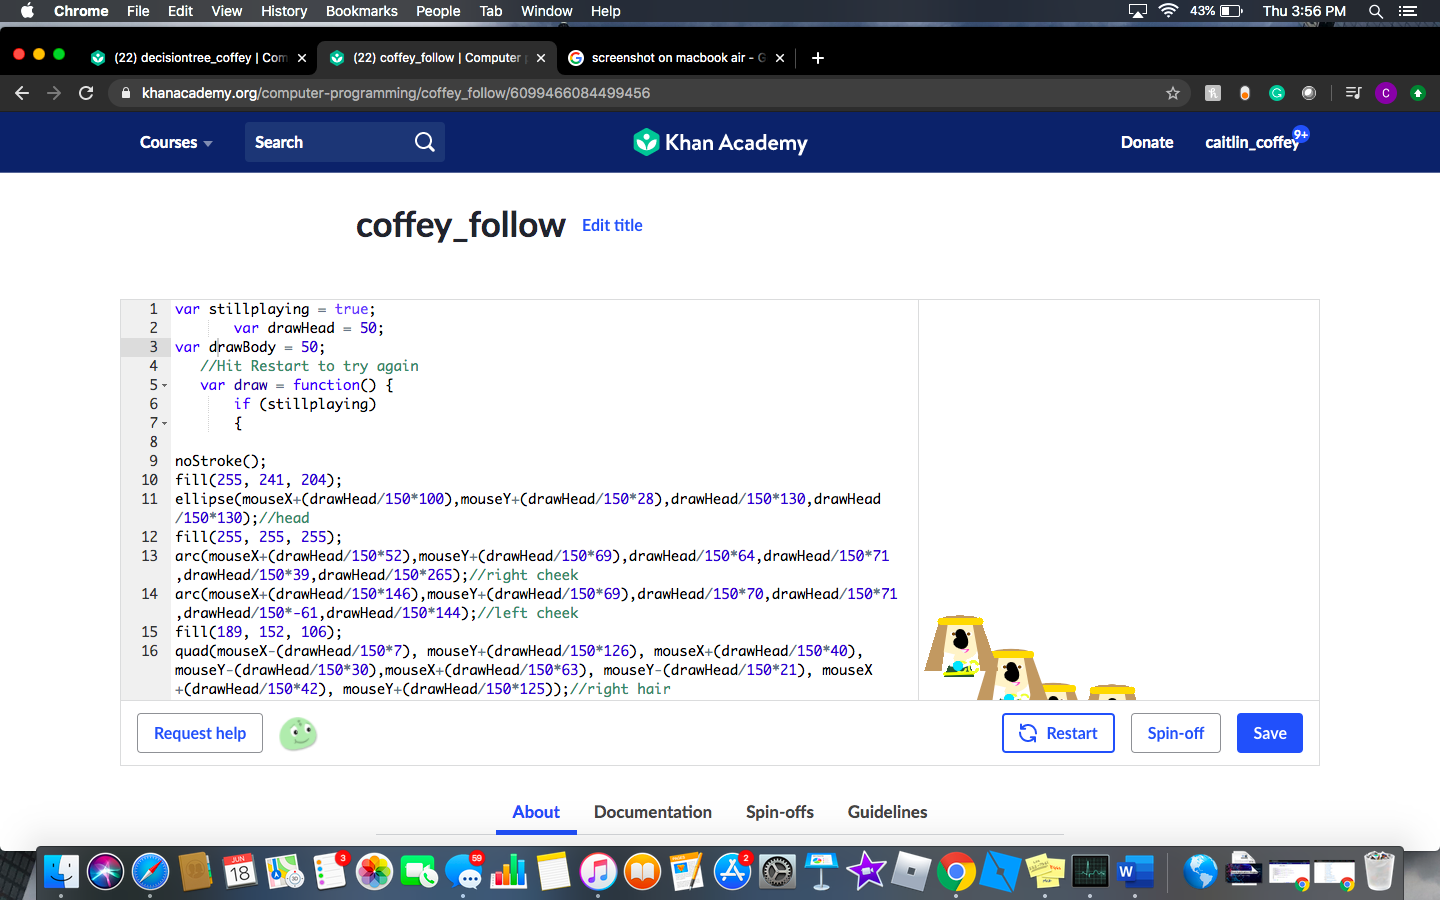 Chrome File Edit View History Bookmarks People Tab Window Help 43% Thu 3:56 PM
(22) decisiontree_coffey | Com (22) coffey_follow | Computer p screenshot on macbook air - G
khanacademy.org/computer-programming/coffey_follow/6099466084499456 C
Courses Search Khan Academy Donate caitlin_coffey 9+
coffey_follow Edit title
1 var stillplaying = true;
2 var drawHead = 50;
3 var drawBody = 50;
4 //Hit Restart to try again
5 var draw = function() {
6 if (stillplaying)
7 {
8
9 noStroke();
10 fill(255, 241, 204);
11 ellipse(mouseX+(drawHead/150*100),mouseY+(drawHead/150*28),drawHead/150*130,drawHead
/150*130);//head
12 fill(255, 255, 255);
13 arc(mouseX+(drawHead/150*52),mouseY+(drawHead/150*69),drawHead/150*64,drawHead/150*71
,drawHead/150*39,drawHead/150*265);//right cheek
14 arc(mouseX+(drawHead/150*146),mouseY+(drawHead/150*69),drawHead/150*70,drawHead/150*71
,drawHead/150*-61,drawHead/150*144);//left cheek
15 fill(189, 152, 106);
16 quad(mouseX-(drawHead/150*7), mouseY+(drawHead/150*126), mouseX+(drawHead/150*40),
mouseY-(drawHead/150*30),mouseX+(drawHead/150*63), mouseY-(drawHead/150*21), mouseX
+(drawHead/150*42), mouseY+(drawHead/150*125));//right hair
Request help Restart Spin-off Save
About Documentation Spin-offs Guidelines
JUN 18 3 59 2 W